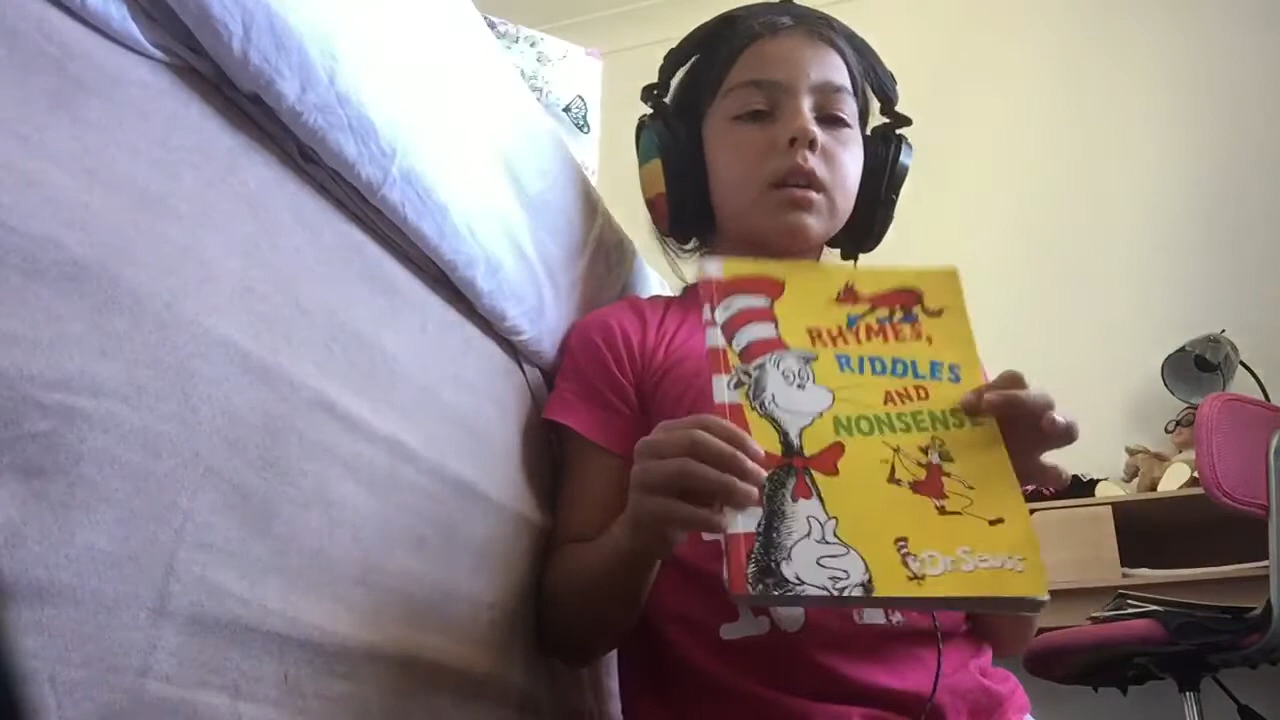 RHYMES,
RIDDLES
AND
NONSENSE
Dr Seuss